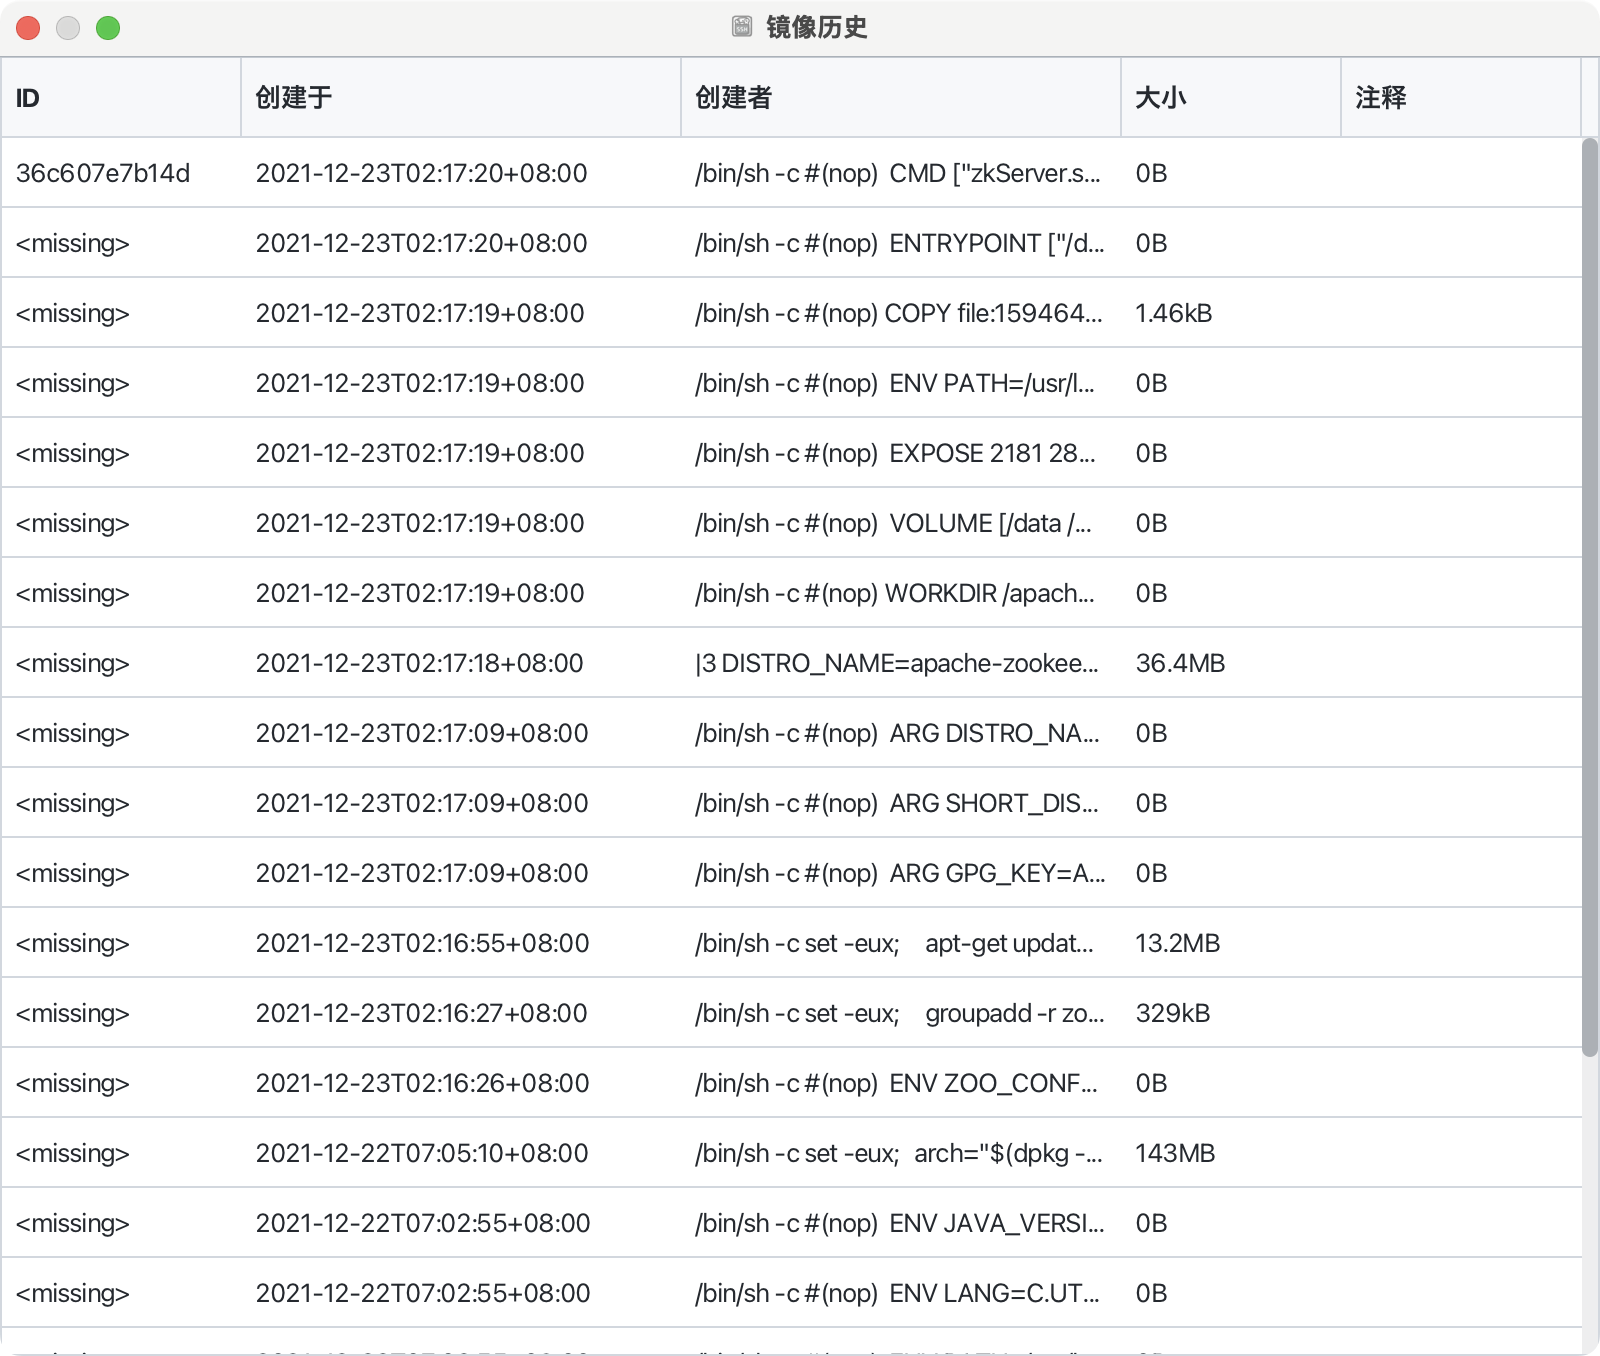 镜像历史
ID 创建于 创建者 大小 注释
36c607e7b14d 2021-12-23T02:17:20+08:00 /bin/sh -c #(nop)  CMD ["zkServer.s... 0B
<missing> 2021-12-23T02:17:20+08:00 /bin/sh -c #(nop)  ENTRYPOINT ["/d... 0B
<missing> 2021-12-23T02:17:19+08:00 /bin/sh -c #(nop) COPY file:159464... 1.46kB
<missing> 2021-12-23T02:17:19+08:00 /bin/sh -c #(nop)  ENV PATH=/usr/l... 0B
<missing> 2021-12-23T02:17:19+08:00 /bin/sh -c #(nop)  EXPOSE 2181 28... 0B
<missing> 2021-12-23T02:17:19+08:00 /bin/sh -c #(nop)  VOLUME [/data /... 0B
<missing> 2021-12-23T02:17:19+08:00 /bin/sh -c #(nop) WORKDIR /apach... 0B
<missing> 2021-12-23T02:17:18+08:00 |3 DISTRO_NAME=apache-zookee... 36.4MB
<missing> 2021-12-23T02:17:09+08:00 /bin/sh -c #(nop)  ARG DISTRO_NA... 0B
<missing> 2021-12-23T02:17:09+08:00 /bin/sh -c #(nop)  ARG SHORT_DIS... 0B
<missing> 2021-12-23T02:17:09+08:00 /bin/sh -c #(nop)  ARG GPG_KEY=A... 0B
<missing> 2021-12-23T02:16:55+08:00 /bin/sh -c set -eux;    apt-get updat... 13.2MB
<missing> 2021-12-23T02:16:27+08:00 /bin/sh -c set -eux;    groupadd -r zo... 329kB
<missing> 2021-12-23T02:16:26+08:00 /bin/sh -c #(nop)  ENV ZOO_CONF... 0B
<missing> 2021-12-22T07:05:10+08:00 /bin/sh -c set -eux;  arch="$(dpkg -... 143MB
<missing> 2021-12-22T07:02:55+08:00 /bin/sh -c #(nop)  ENV JAVA_VERSI... 0B
<missing> 2021-12-22T07:02:55+08:00 /bin/sh -c #(nop)  ENV LANG=C.UT... 0B